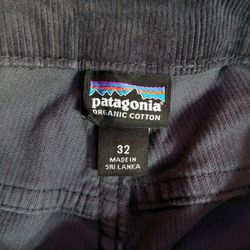 patagonia
ORGANIC COTTON
32
MADE IN
SRI LANKA